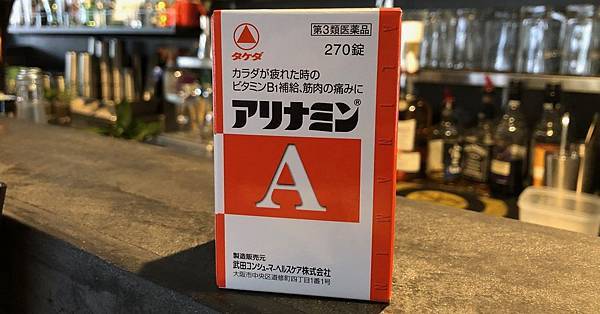 タケダ
第3類医薬品
270錠
カラダが疲れた時の
ビタミンB1補給、筋肉の痛みに
アリナミン®
A
製造販売元
武田コンシューマーヘルスケア株式会社
大阪市中央区道修町四丁目1番1号
ALINAMIN